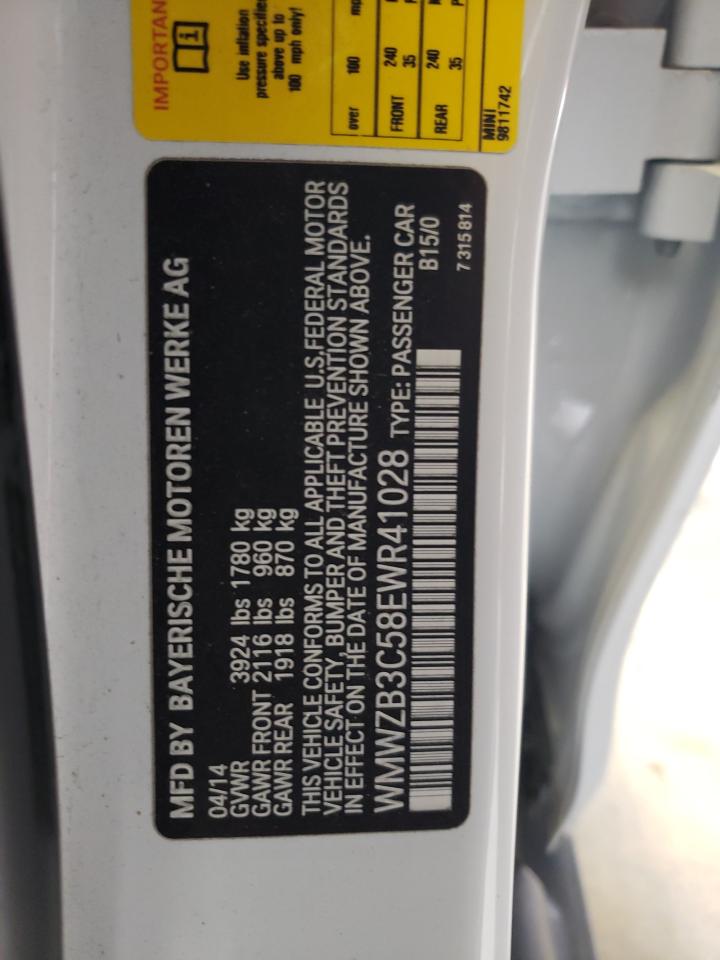 IMPORTAN
Use inflation
pressure specified
above up to
100 mph only!
over 100 mp
FRONT 240 35
REAR 240 35
MINI
9811742
MFD BY BAYERISCHE MOTOREN WERKE AG
04/14
GVWR 3924 lbs 1780 kg
GAWR FRONT 2116 lbs 960 kg
GAWR REAR 1918 lbs 870 kg
THIS VEHICLE CONFORMS TO ALL APPLICABLE U.S.FEDERAL MOTOR
VEHICLE SAFETY, BUMPER AND THEFT PREVENTION STANDARDS
IN EFFECT ON THE DATE OF MANUFACTURE SHOWN ABOVE.
WMWZB3C58EWR41028 TYPE: PASSENGER CAR
B15/0
7 315 814